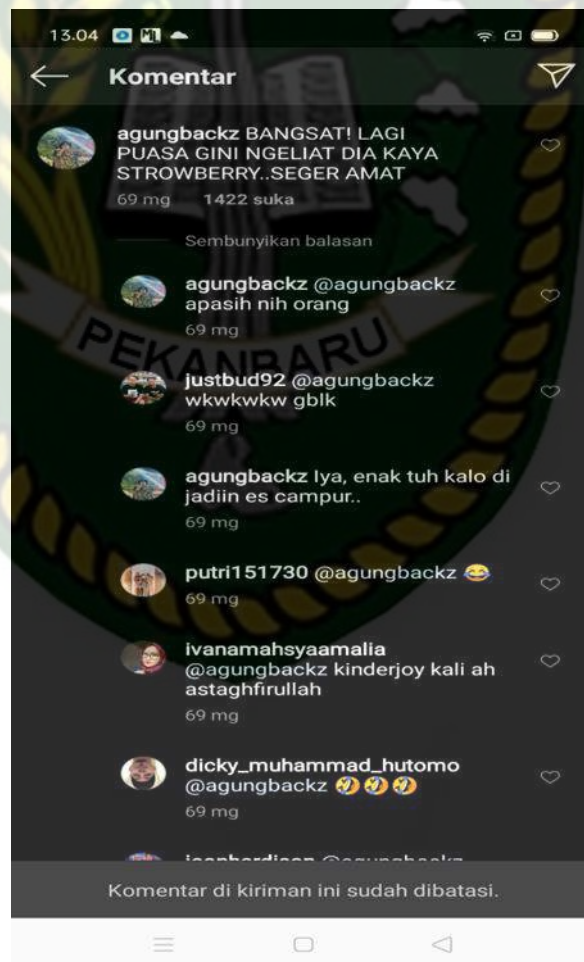 13.04
Komentar
agungbackz BANGSAT! LAGI
PUASA GINI NGELIAT DIA KAYA
STROWBERRY..SEGER AMAT
69 mg 1422 suka
Sembunyikan balasan
agungbackz @agungbackz
apasih nih orang
69 mg
PEKANBARU
justbud92 @agungbackz
wkwkwkw gblk
69 mg
agungbackz Iya, enak tuh kalo di
jadiin es campur..
69 mg
putri151730 @agungbackz 😂
69 mg
ivanamahsyaamalia
@agungbackz kinderjoy kali ah
astaghfirullah
69 mg
dicky_muhammad_hutomo
@agungbackz 🤣🤣🤣
69 mg
@agungbackz
Komentar di kiriman ini sudah dibatasi.